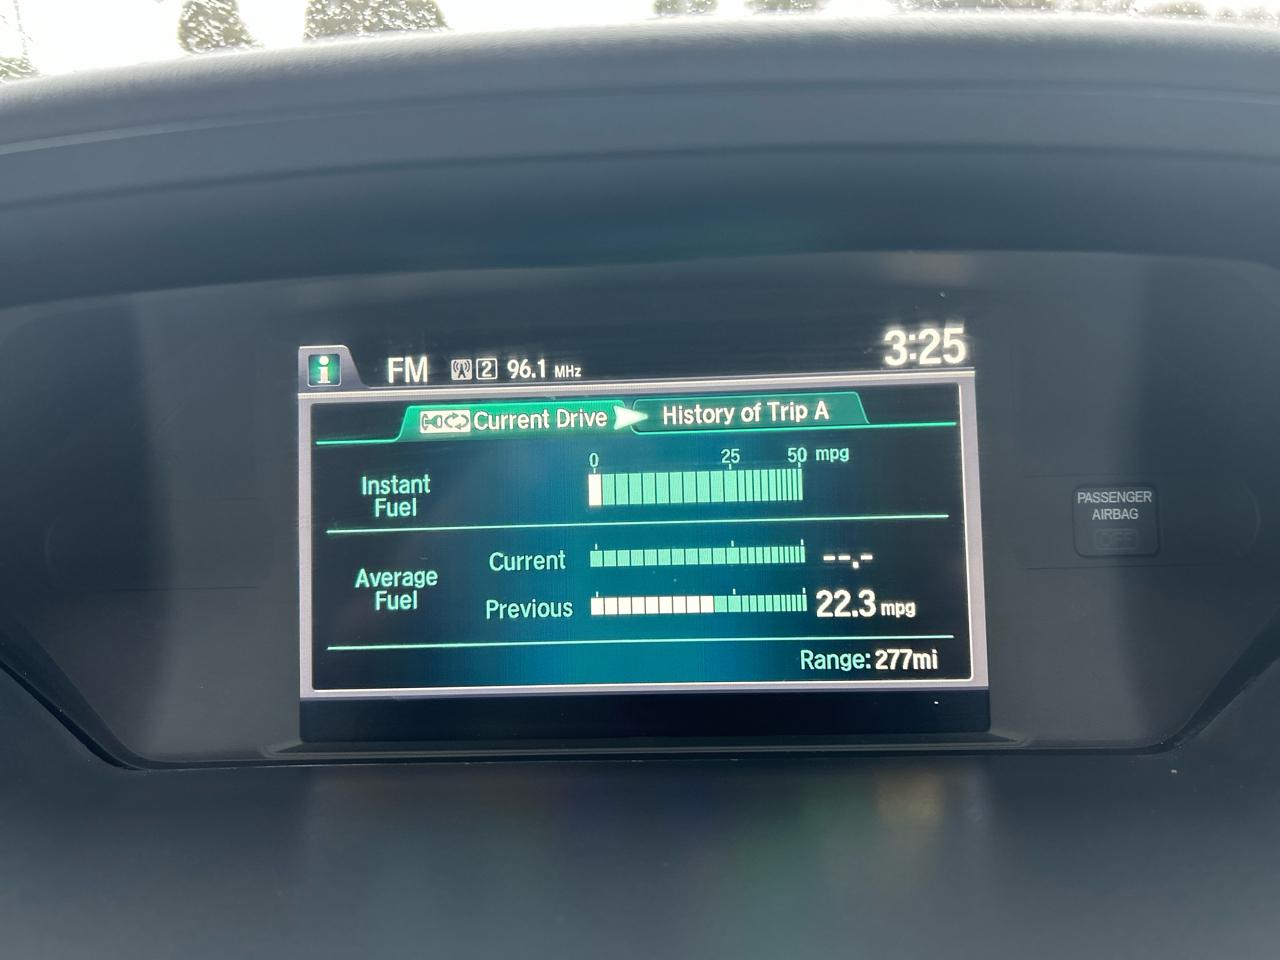 i FM 2 96.1 MHz 3:25
Current Drive History of Trip A
0 25 50 mpg
Instant
Fuel
Average
Fuel
Current --.-
Previous 22.3 mpg
Range: 277mi
PASSENGER
AIRBAG
OFF